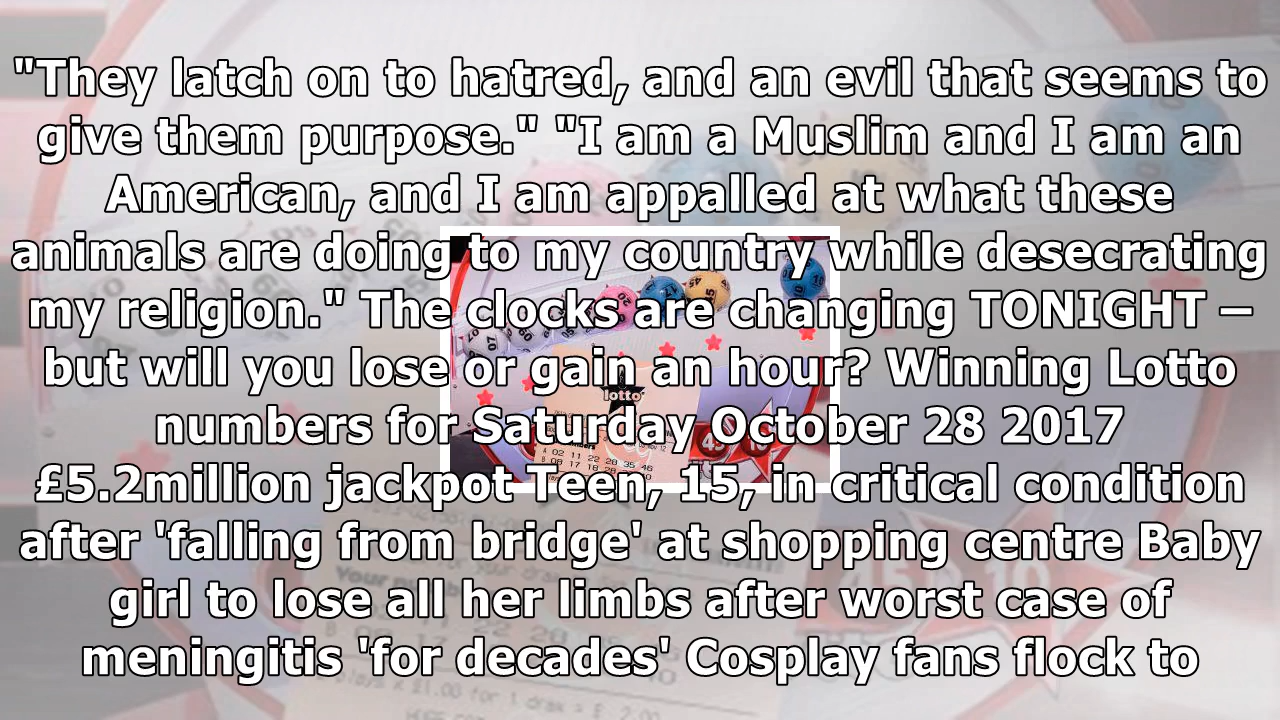 "They latch on to hatred, and an evil that seems to
give them purpose." "I am a Muslim and I am an
American, and I am appalled at what these
animals are doing to my country while desecrating
my religion." The clocks are changing TONIGHT –
but will you lose or gain an hour? Winning Lotto
numbers for Saturday October 28 2017
£5.2million jackpot Teen, 15, in critical condition
after 'falling from bridge' at shopping centre Baby
girl to lose all her limbs after worst case of
meningitis 'for decades' Cosplay fans flock to
lotto